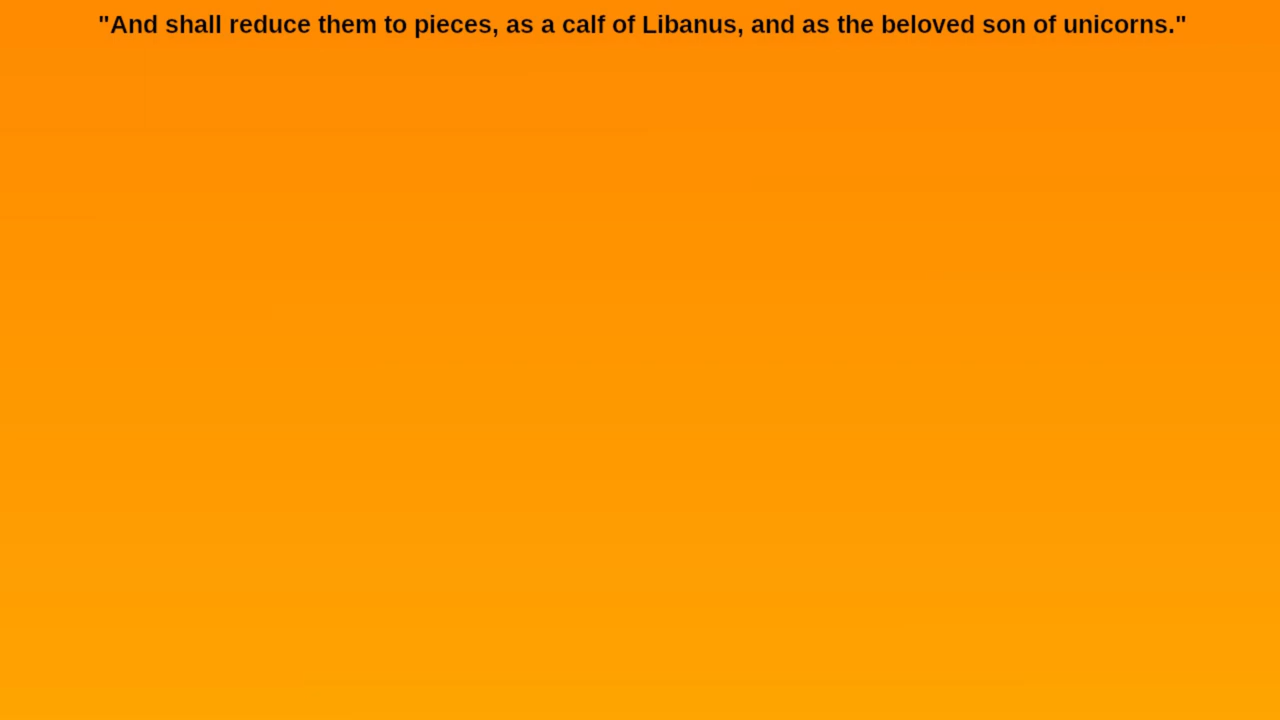 "And shall reduce them to pieces, as a calf of Libanus, and as the beloved son of unicorns."